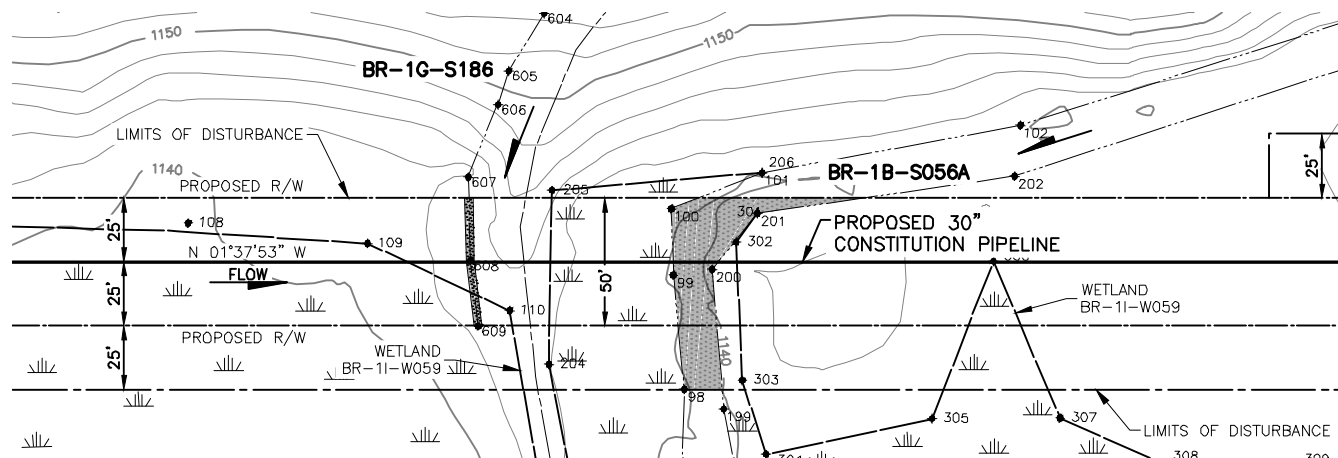 604
1150
1150
BR-1G-S186
605
606
102
LIMITS OF DISTURBANCE
206
101
1140
607
BR-1B-S056A
202
25'
PROPOSED R/W
205
100
201
108
PROPOSED 30"
CONSTITUTION PIPELINE
25'
109
302
N 01°37'53" W
608
FLOW
99
200
50'
25'
WETLAND
BR-1I-W059
110
609
PROPOSED R/W
1140
25'
WETLAND
BR-1I-W059
204
303
98
199
305
307
LIMITS OF DISTURBANCE
308